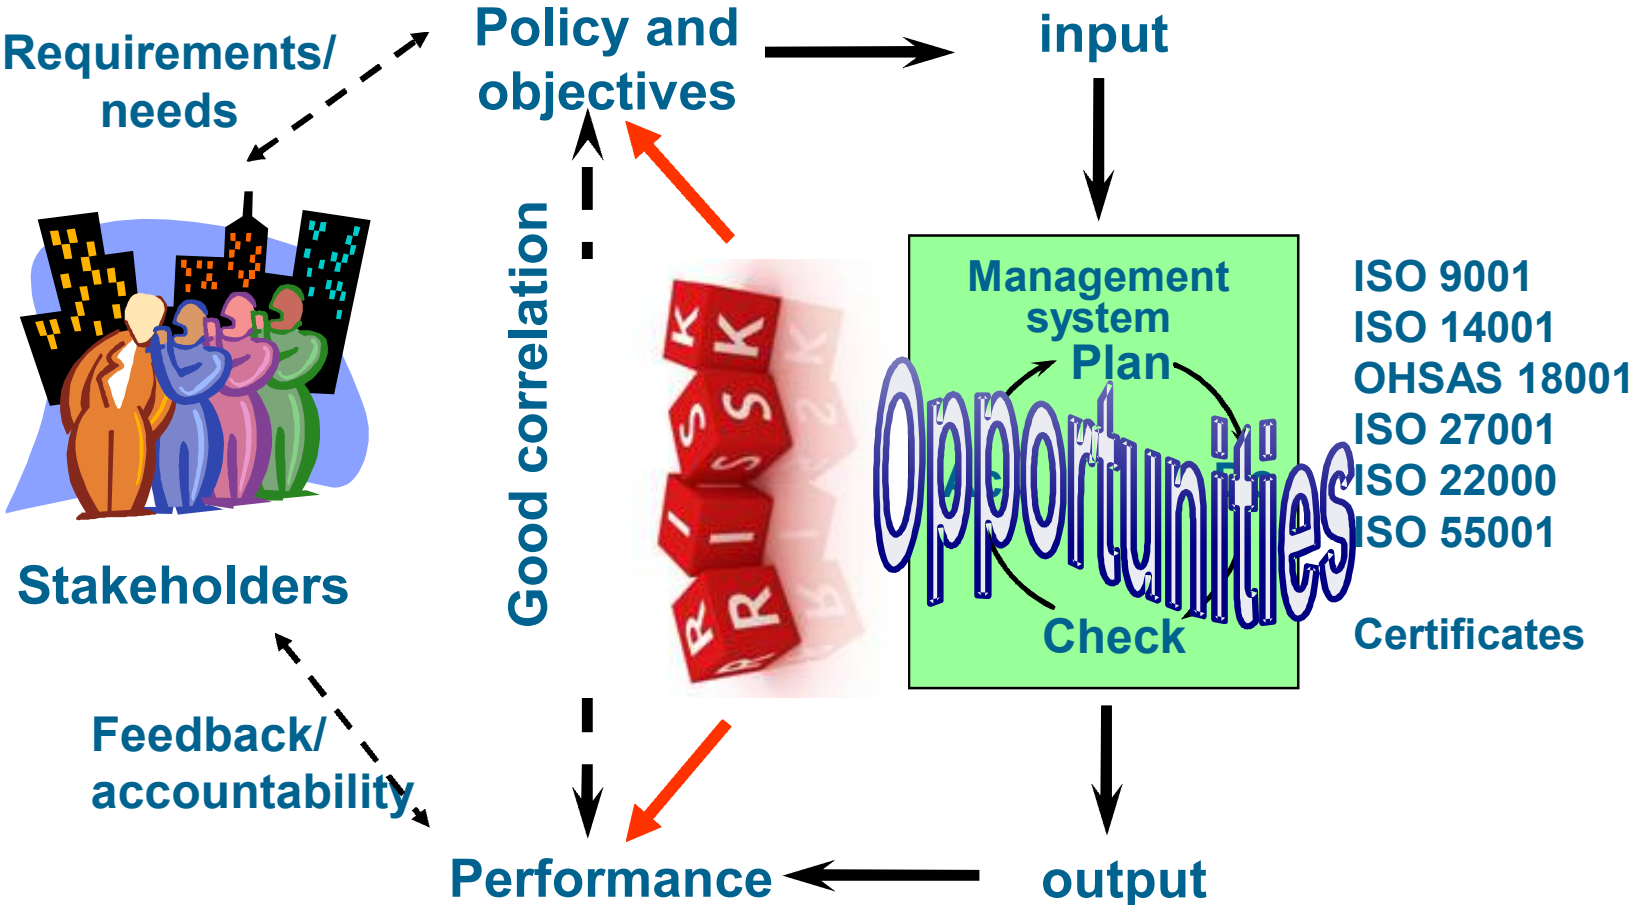 Requirements/
needs
Policy and
objectives
input
Good correlation
Stakeholders
Feedback/
accountability
Performance
output
Management
system
Plan
Check
Opportunities
R I S K
R I S K
R
K
S
I
R
ISO 9001
ISO 14001
OHSAS 18001
ISO 27001
ISO 22000
ISO 55001
Certificates